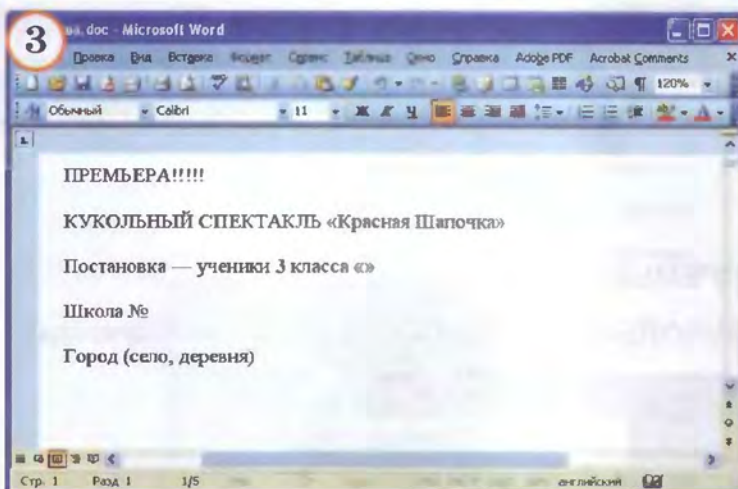 3
.doc - Microsoft Word
Правка Вид Вставка Формат Сервис Таблица Окно Справка Adobe PDF Acrobat Comments
120%
Обычный Calibri 11 Ж К Ч
ПРЕМЬЕРА!!!!!
КУКОЛЬНЫЙ СПЕКТАКЛЬ «Красная Шапочка»
Постановка — ученики 3 класса «»
Школа №
Город (село, деревня)
Стр. 1 Разд 1 1/5 английский